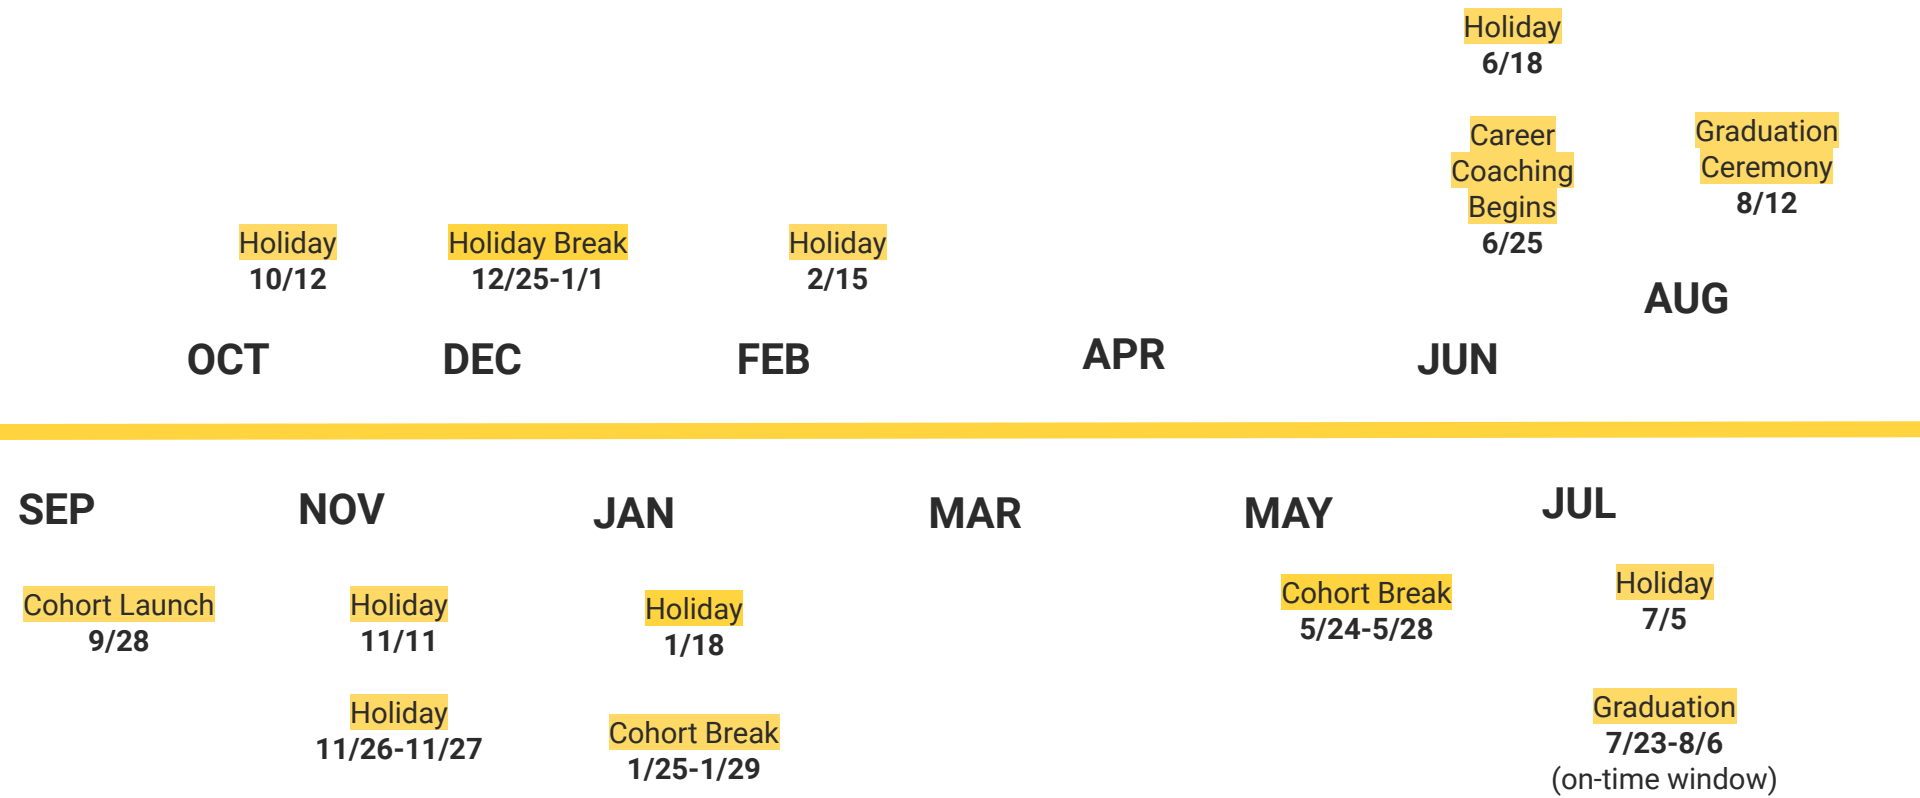 Holiday
6/18
Career
Coaching
Begins
6/25
Graduation
Ceremony
8/12
Holiday
10/12
Holiday Break
12/25-1/1
Holiday
2/15
AUG
OCT
DEC
FEB
APR
JUN
SEP
NOV
JAN
MAR
MAY
JUL
Cohort Launch
9/28
Holiday
11/11
Holiday
11/26-11/27
Holiday
1/18
Cohort Break
1/25-1/29
Cohort Break
5/24-5/28
Holiday
7/5
Graduation
7/23-8/6
(on-time window)